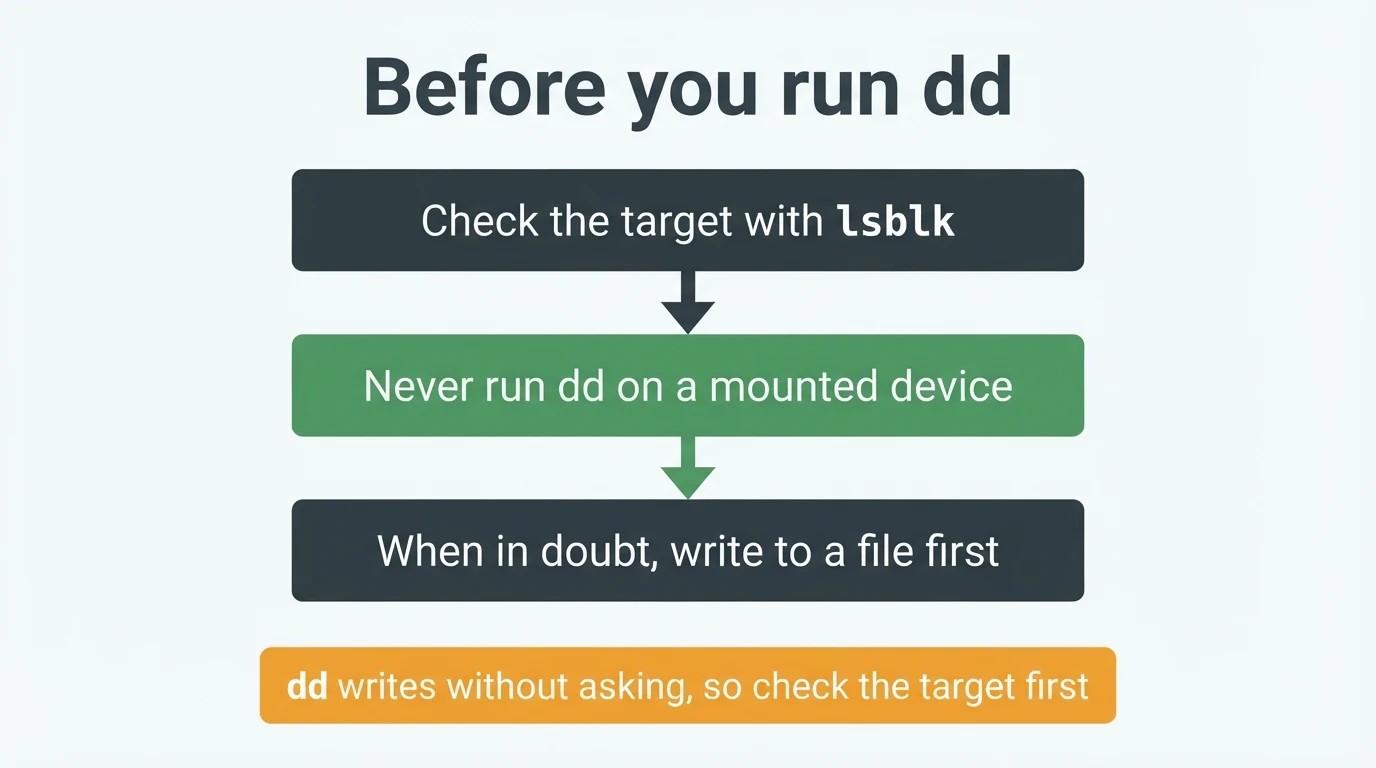 Before you run dd
Check the target with lsblk
Never run dd on a mounted device
When in doubt, write to a file first
dd writes without asking, so check the target first